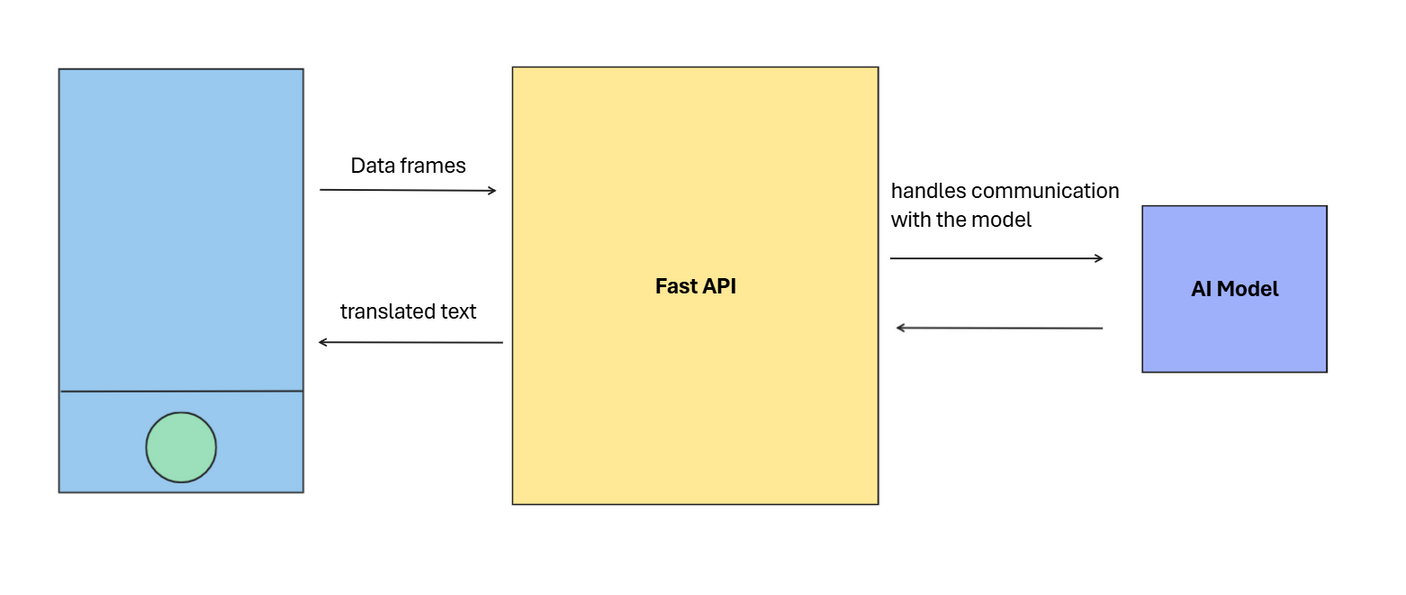 Data frames
translated text
Fast API
handles communication
with the model
AI Model